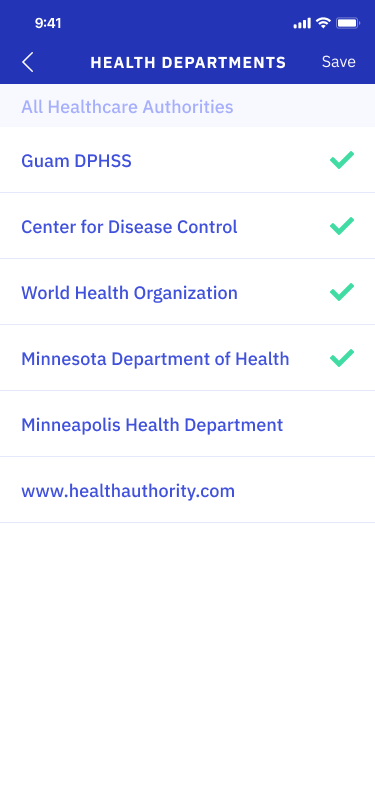 9:41
HEALTH DEPARTMENTS
Save
All Healthcare Authorities
Guam DPHSS
Center for Disease Control
World Health Organization
Minnesota Department of Health
Minneapolis Health Department
www.healthauthority.com